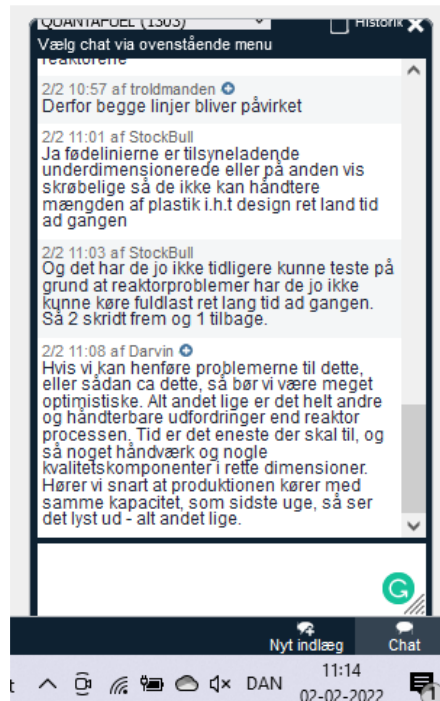 QUANTAFUEL (1303)
Historik
Vælg chat via ovenstående menu
reaktorerne
2/2 10:57 af troldmanden
Derfor begge linjer bliver påvirket
2/2 11:01 af StockBull
Ja fødelinierne er tilsyneladende
underdimensionerede eller på anden vis
skrøbelige så de ikke kan håndtere
mængden af plastik i.h.t design ret land tid
ad gangen
2/2 11:03 af StockBull
Og det har de jo ikke tidligere kunne teste på
grund at reaktorproblemer har de jo ikke
kunne køre fuldlast ret lang tid ad gangen.
Så 2 skridt frem og 1 tilbage.
2/2 11:08 af Darvin
Hvis vi kan henføre problemerne til dette,
eller sådan ca dette, så bør vi være meget
optimistiske. Alt andet lige er det helt andre
og håndterbare udfordringer end reaktor
processen. Tid er det eneste der skal til, og
så noget håndværk og nogle
kvalitetskomponenter i rette dimensioner.
Hører vi snart at produktionen kører med
samme kapacitet, som sidste uge, så ser
det lyst ud - alt andet lige.
Nyt indlæg
Chat
DAN
11:14
02-02-2022
1